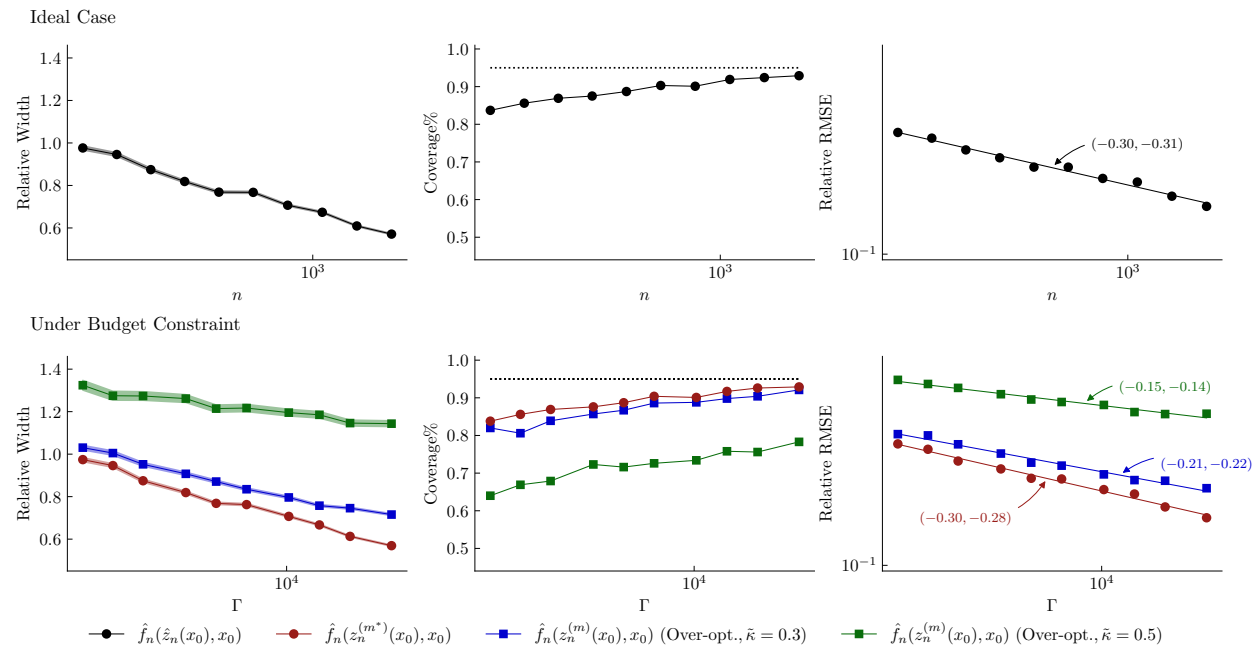 Ideal Case
Relative Width
1.4
1.2
1.0
0.8
0.6
10^3
n
Coverage%
1.0
0.9
0.8
0.7
0.6
0.5
10^3
n
Relative RMSE
10^{-1}
(−0.30, −0.31)
10^3
n
Under Budget Constraint
Relative Width
1.4
1.2
1.0
0.8
0.6
10^4
Γ
Coverage%
1.0
0.9
0.8
0.7
0.6
0.5
10^4
Γ
Relative RMSE
10^{-1}
(−0.15, −0.14)
(−0.21, −0.22)
(−0.30, −0.28)
10^4
Γ
f̂_n(ẑ_n(x_0), x_0)
f̂_n(z_n^{(m^*)}(x_0), x_0)
f̂_n(z_n^{(m)}(x_0), x_0) (Over-opt., κ̃ = 0.3)
f̂_n(z_n^{(m)}(x_0), x_0) (Over-opt., κ̃ = 0.5)